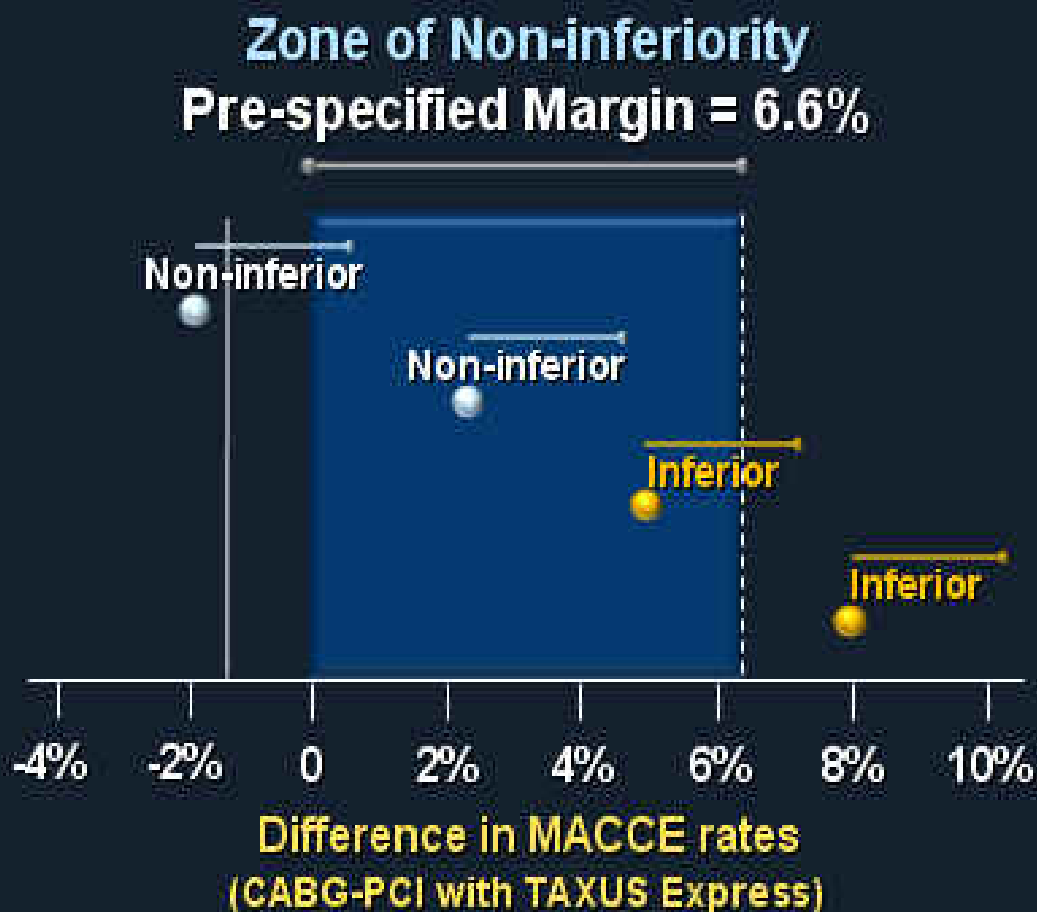 Zone of Non-inferiority
Pre-specified Margin = 6.6%
Non-inferior
Non-inferior
Inferior
Inferior
-4% -2% 0 2% 4% 6% 8% 10%
Difference in MACCE rates
(CABG-PCI with TAXUS Express)